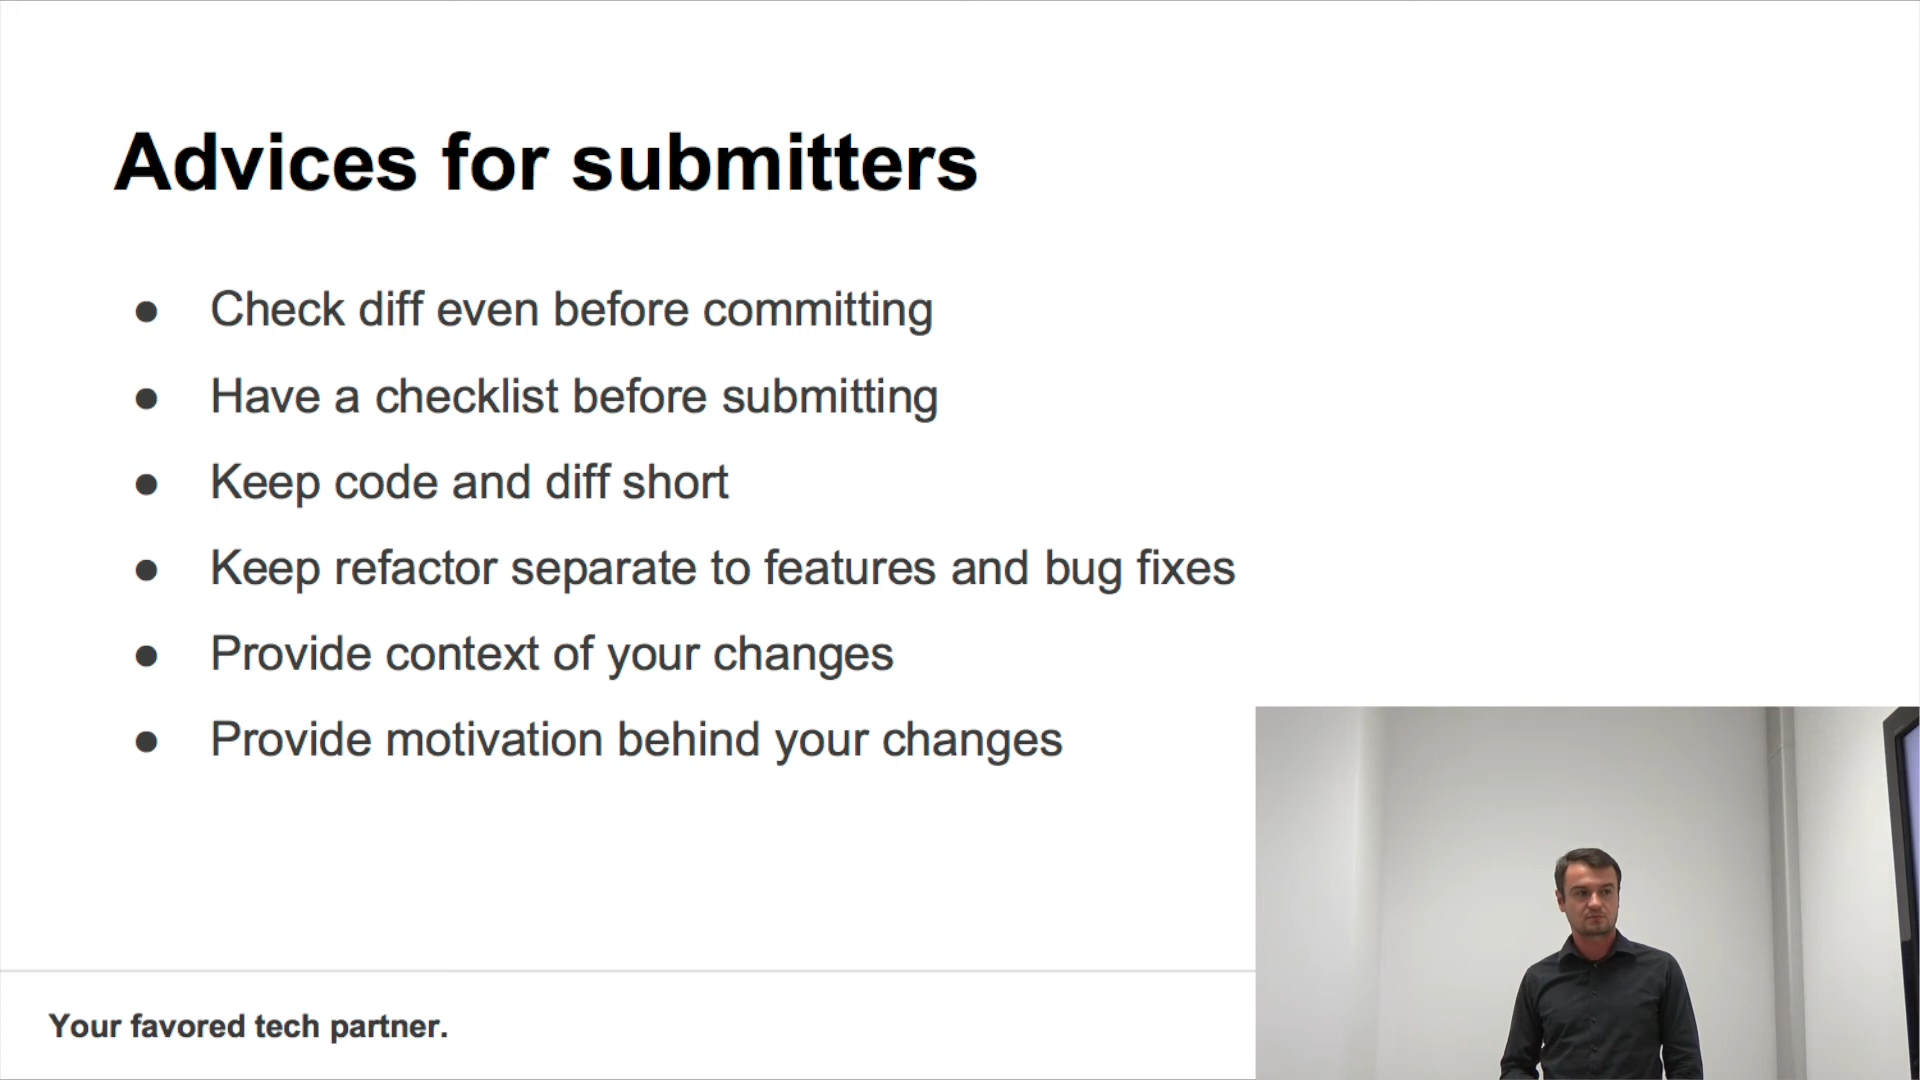 Advices for submitters
● Check diff even before committing
● Have a checklist before submitting
● Keep code and diff short
● Keep refactor separate to features and bug fixes
● Provide context of your changes
● Provide motivation behind your changes
Your favored tech partner.